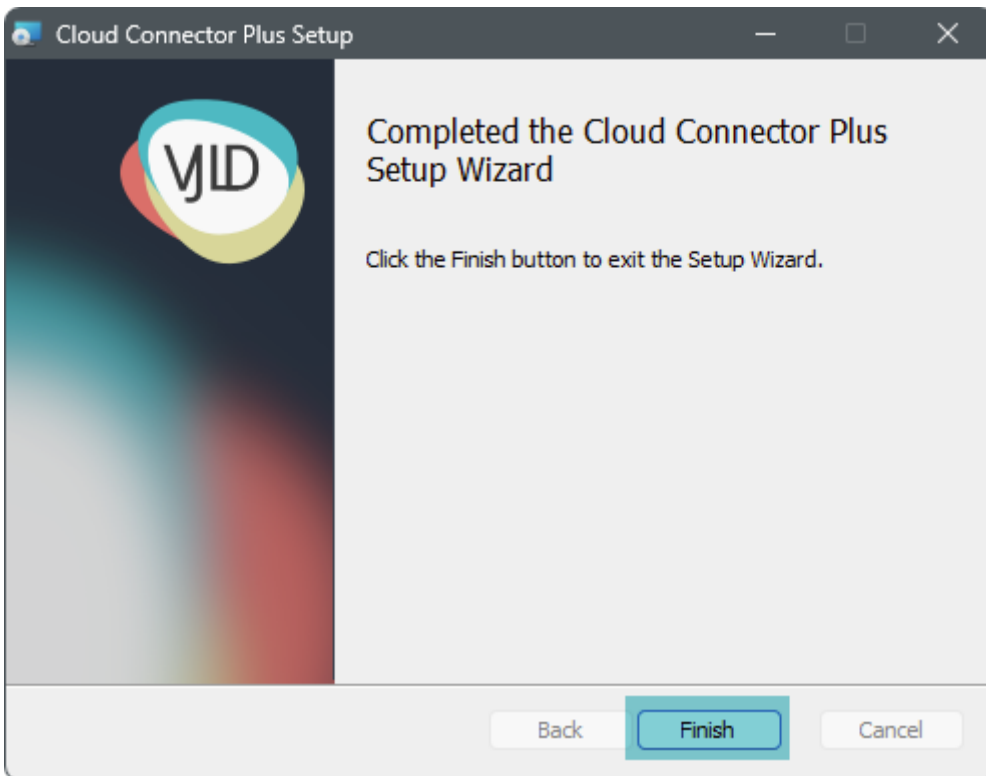 Cloud Connector Plus Setup
VJLD
Completed the Cloud Connector Plus
Setup Wizard
Click the Finish button to exit the Setup Wizard.
Back Finish Cancel